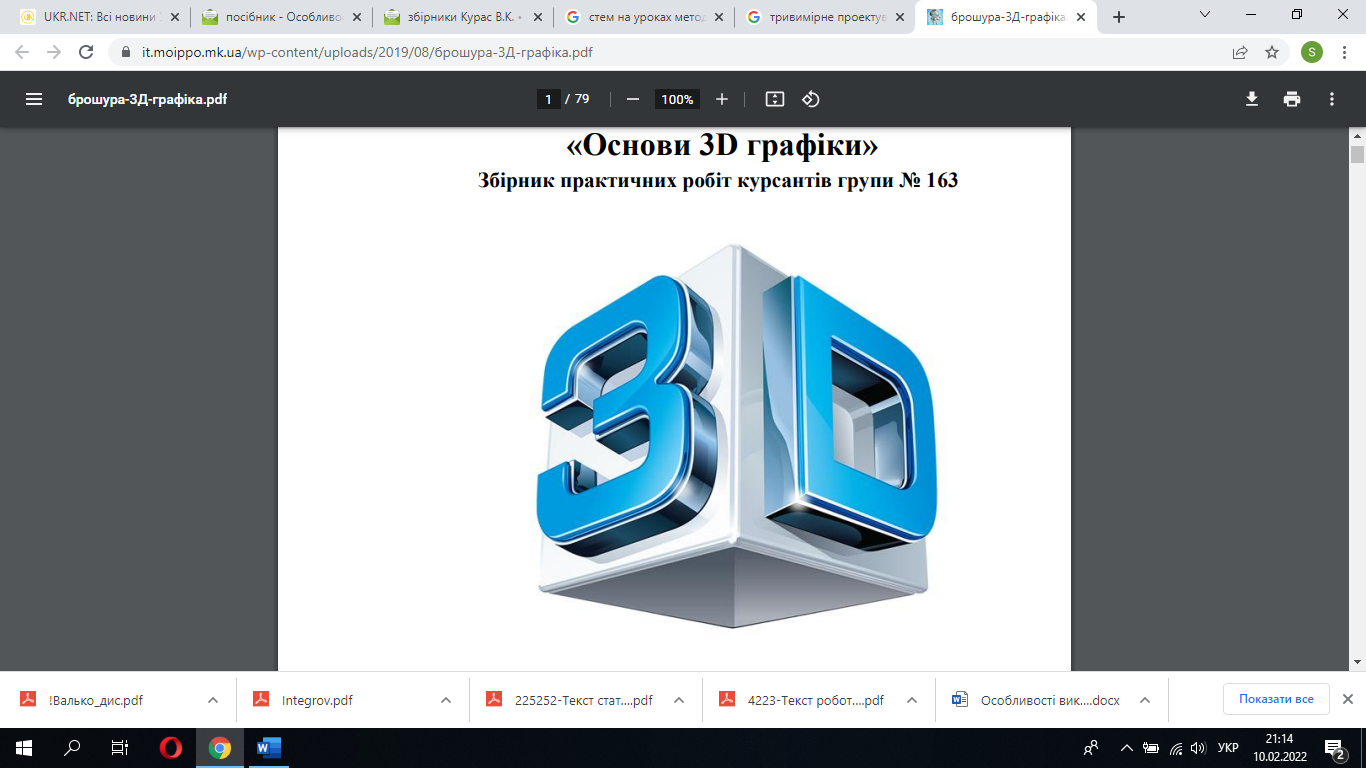 UKR.NET: Всі новини
посібник - Особливо
збірники Курас В.К. •
стем на уроках метод
тривимірне проектув
брошура-3Д-графіка
it.moippo.mk.ua/wp-content/uploads/2019/08/брошура-3Д-графіка.pdf
S
брошура-3Д-графіка.pdf
1 / 79
100%
«Основи 3D графіки»
Збірник практичних робіт курсантів групи № 163
3D
!Валько_дис.pdf
Integrov.pdf
225252-Текст стат....pdf
4223-Текст робот....pdf
Особливості вик....docx
Показати все
УКР
21:14
10.02.2022
2